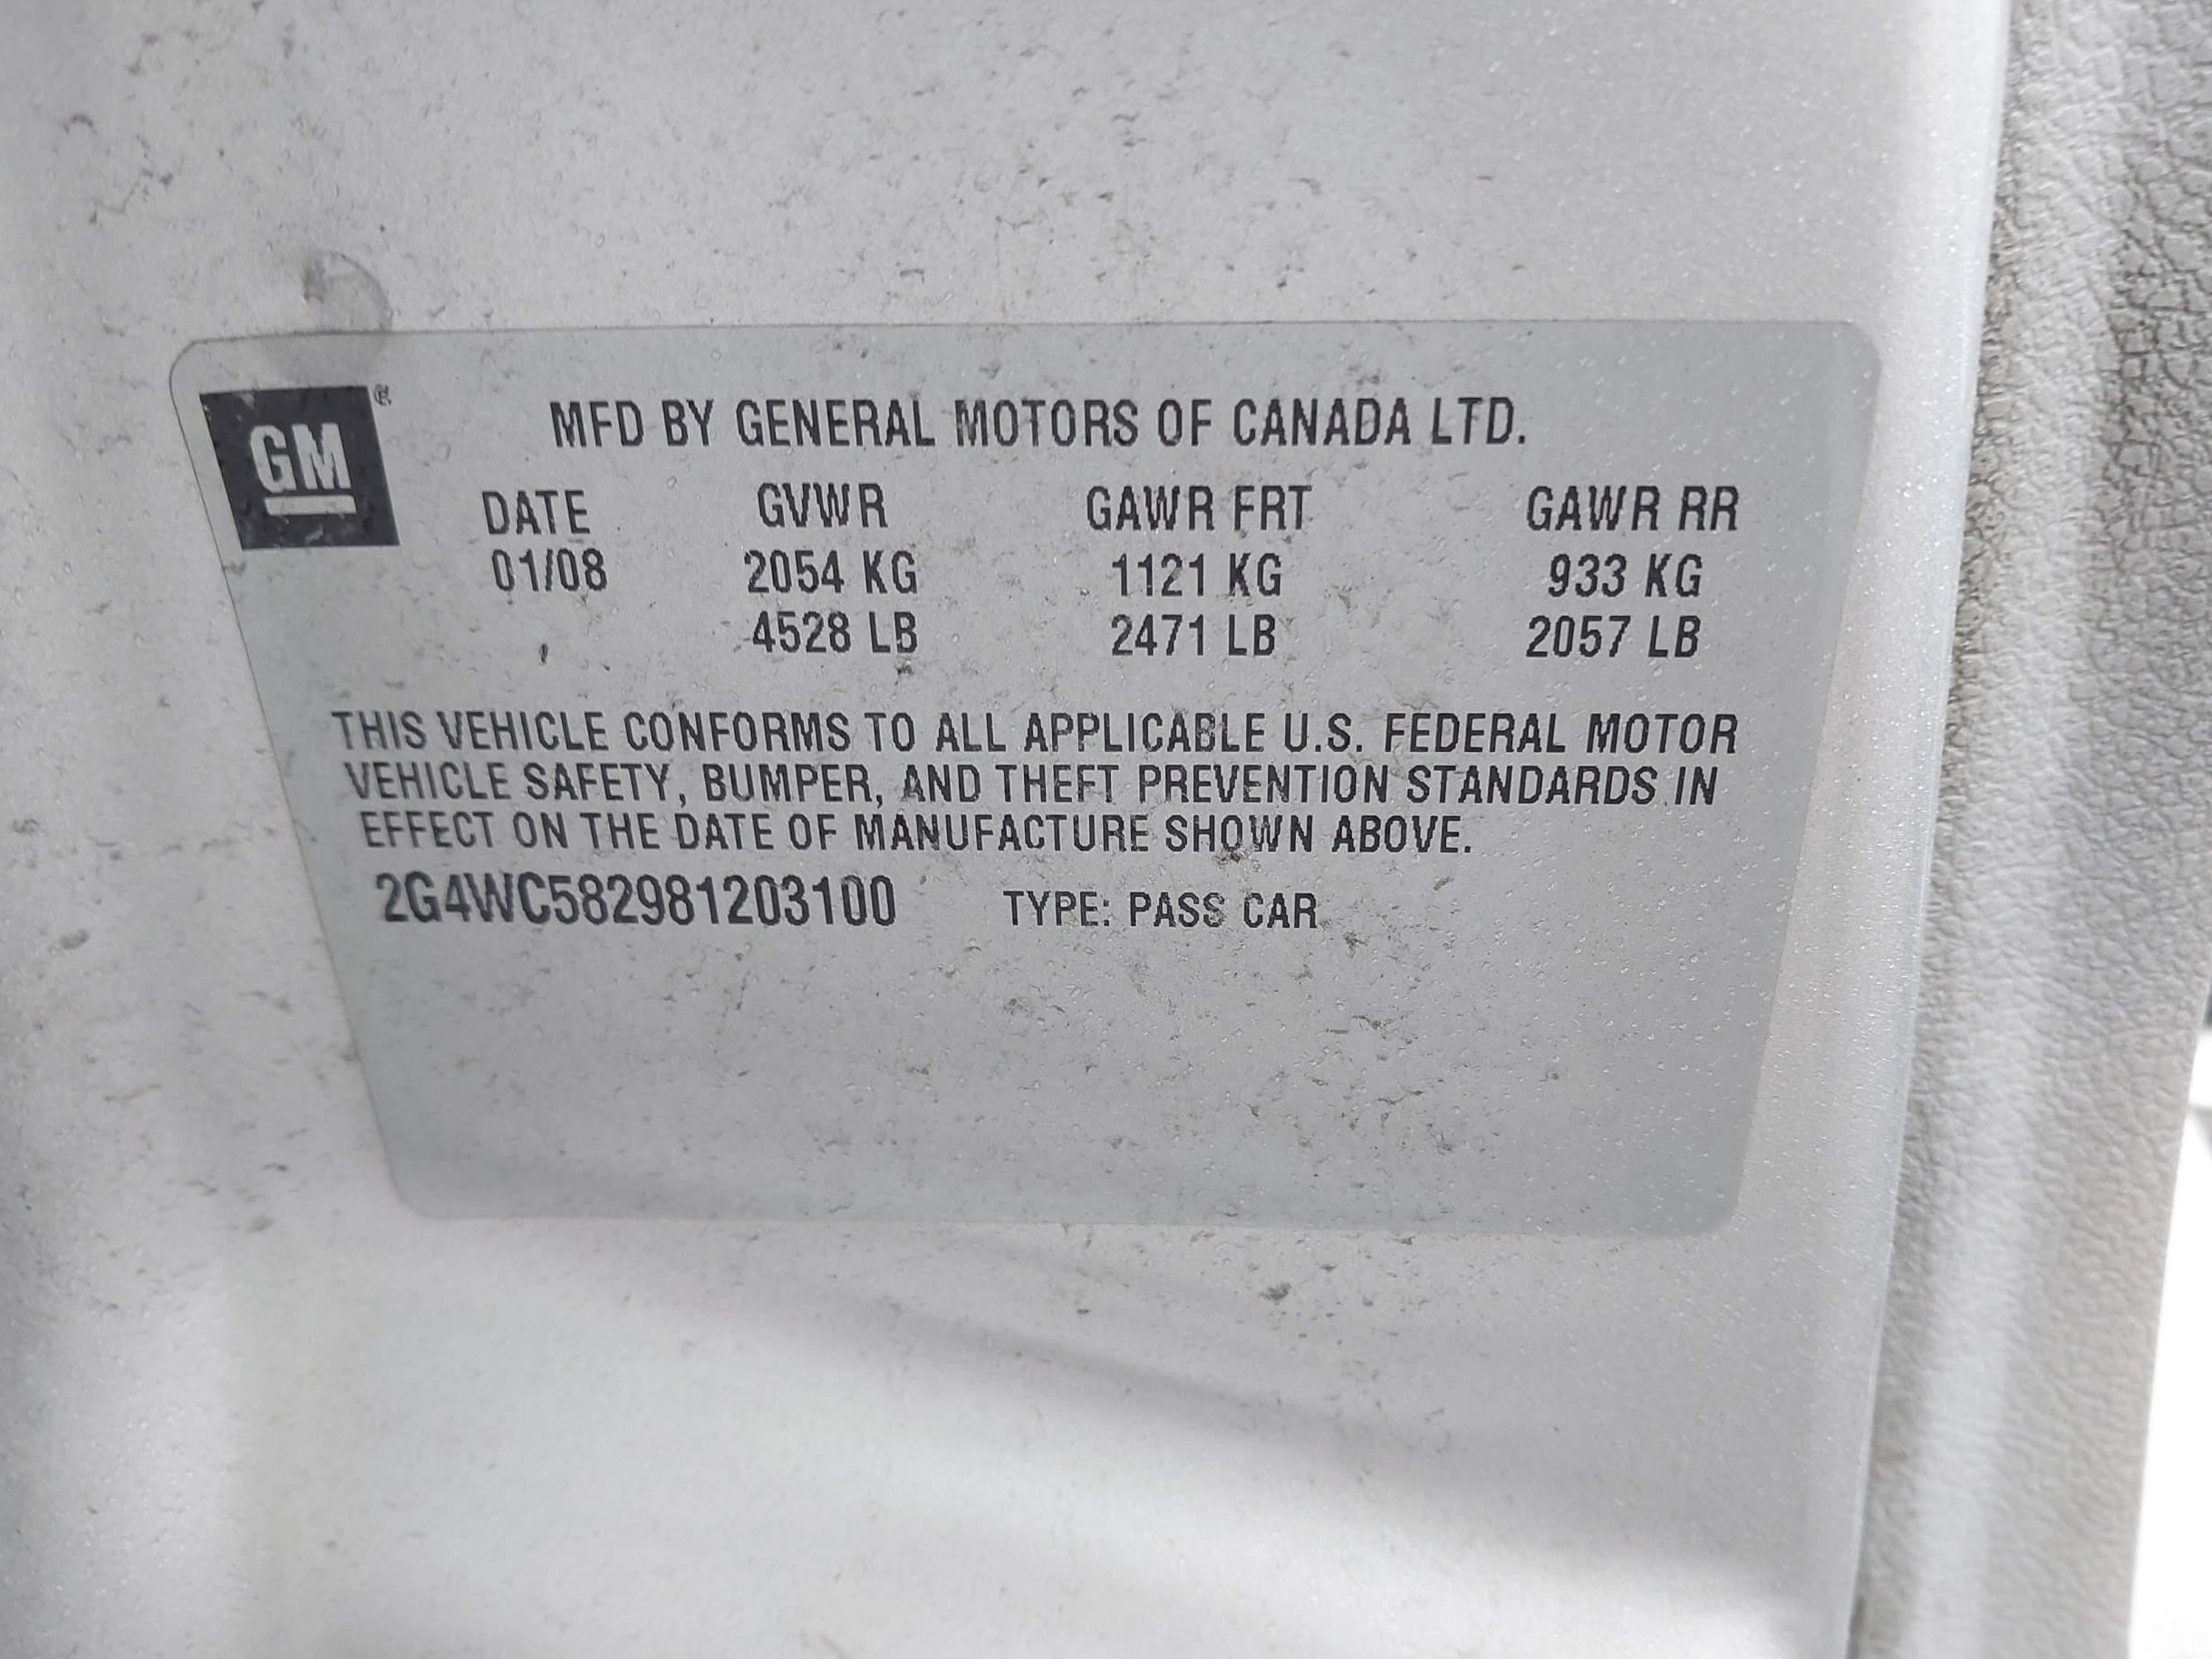 GM ®
MFD BY GENERAL MOTORS OF CANADA LTD.
DATE GVWR GAWR FRT GAWR RR
01/08 2054 KG 1121 KG 933 KG
4528 LB 2471 LB 2057 LB
THIS VEHICLE CONFORMS TO ALL APPLICABLE U.S. FEDERAL MOTOR
VEHICLE SAFETY, BUMPER, AND THEFT PREVENTION STANDARDS IN
EFFECT ON THE DATE OF MANUFACTURE SHOWN ABOVE.
2G4WC582981203100 TYPE: PASS CAR